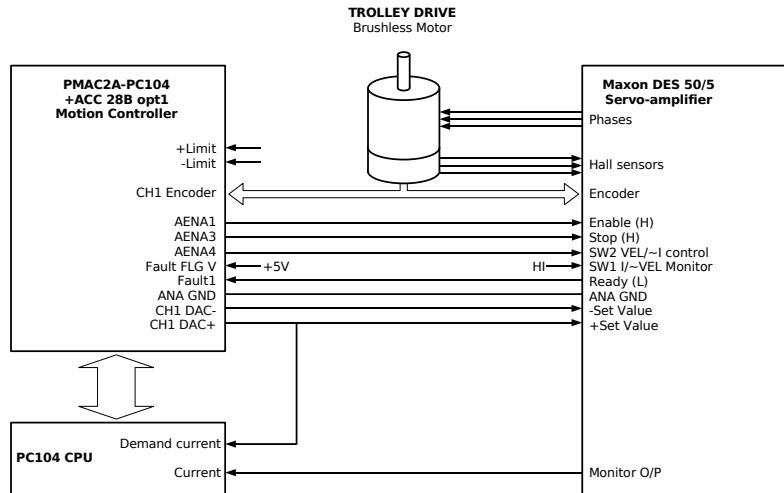 TROLLEY DRIVE
Brushless Motor
PMAC2A-PC104
+ACC 28B opt1
Motion Controller
+Limit
-Limit
CH1 Encoder
AENA1
AENA3
AENA4
Fault FLG V
+5V
Fault1
ANA GND
CH1 DAC-
CH1 DAC+
Maxon DES 50/5
Servo-amplifier
Phases
Hall sensors
Encoder
Enable (H)
Stop (H)
SW2 VEL/~I control
HI
SW1 I/~VEL Monitor
Ready (L)
ANA GND
-Set Value
+Set Value
Demand current
PC104 CPU
Current
Monitor O/P